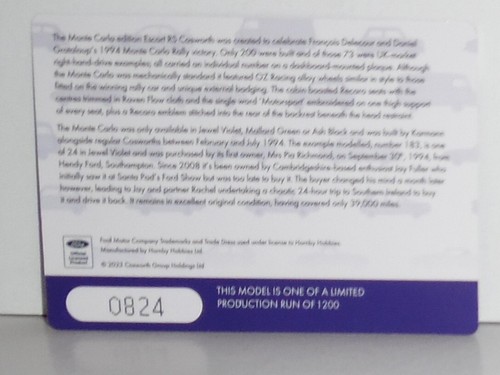 The Monte Carlo edition Escort RS Cosworth was created to celebrate François Delecour and Daniel
Grataloup's 1994 Monte Carlo Rally victory. Only 200 were built and of those 73 were UK-market
right-hand-drive examples; all carried an individual number on a dashboard-mounted plaque. Although
the Monte Carlo was mechanically standard it featured OZ Racing alloy wheels similar in style to those
fitted on the winning rally car and unique external badging. The cabin boasted Recaro seats with the
centres trimmed in Raven Flow cloth and the single word 'Motorsport' embroidered on one thigh support
of every seat, plus a Recaro emblem stitched into the rear of the backrest beneath the head restraint.
The Monte Carlo was only available in Jewel Violet, Mallard Green or Ash Black and was built by Karmann
alongside regular Cosworths between February and July 1994. The example modelled, number 183, is one
of 24 in Jewel Violet and was purchased by its first owner, Mrs Pia Richmond, on September 30th, 1994, from
Hendy Ford, Southampton. Since 2008 it's been owned by Cambridgeshire-based enthusiast Jay Fuller who
initially saw it at Santa Pod's Ford Show but was too late to buy it. The buyer changed his mind a month later
however, leading to Jay and partner Rachel undertaking a chaotic 24-hour trip to Southern Ireland to buy
it and drive it back. It remains in excellent original condition, having covered only 39,000 miles.
Ford
Official
Licensed
Product
Ford Motor Company Trademarks and Trade Dress used under license to Hornby Hobbies
Manufactured by Hornby Hobbies Ltd.
© 2022 Cosworth Group Holdings Ltd
0824
THIS MODEL IS ONE OF A LIMITED
PRODUCTION RUN OF 1200